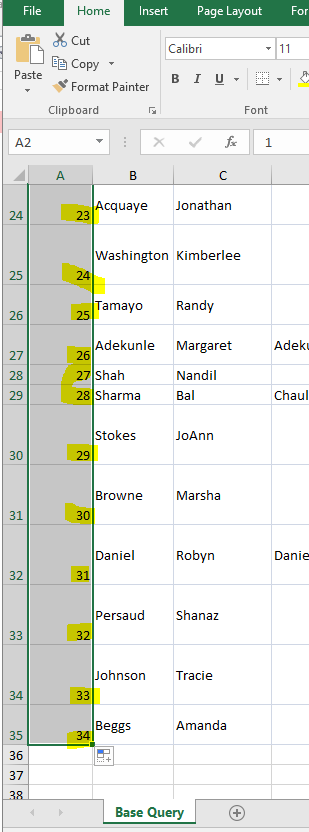 File Home Insert Page Layout For
Cut
Copy
Paste
Format Painter
Calibri 11
B I U
Clipboard Font
A2 fx 1
A B C
24 23 Acquaye Jonathan
25 24 Washington Kimberlee
26 25 Tamayo Randy
27 26 Adekunle Margaret Adeku
28 27 Shah Nandil
29 28 Sharma Bal Chaul
30 29 Stokes JoAnn
31 30 Browne Marsha
32 31 Daniel Robyn Danie
33 32 Persaud Shanaz
34 33 Johnson Tracie
35 34 Beggs Amanda
36
37
38
Base Query